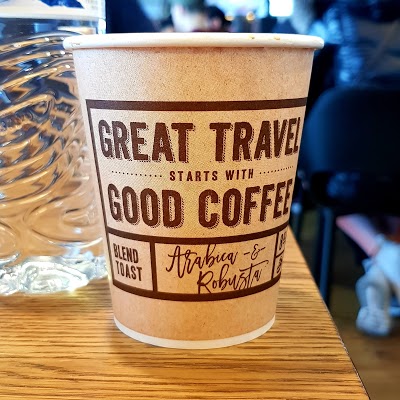 GREAT TRAVEL
STARTS WITH
GOOD COFFEE
BLEND
TOAST
Arabica &
Robusta